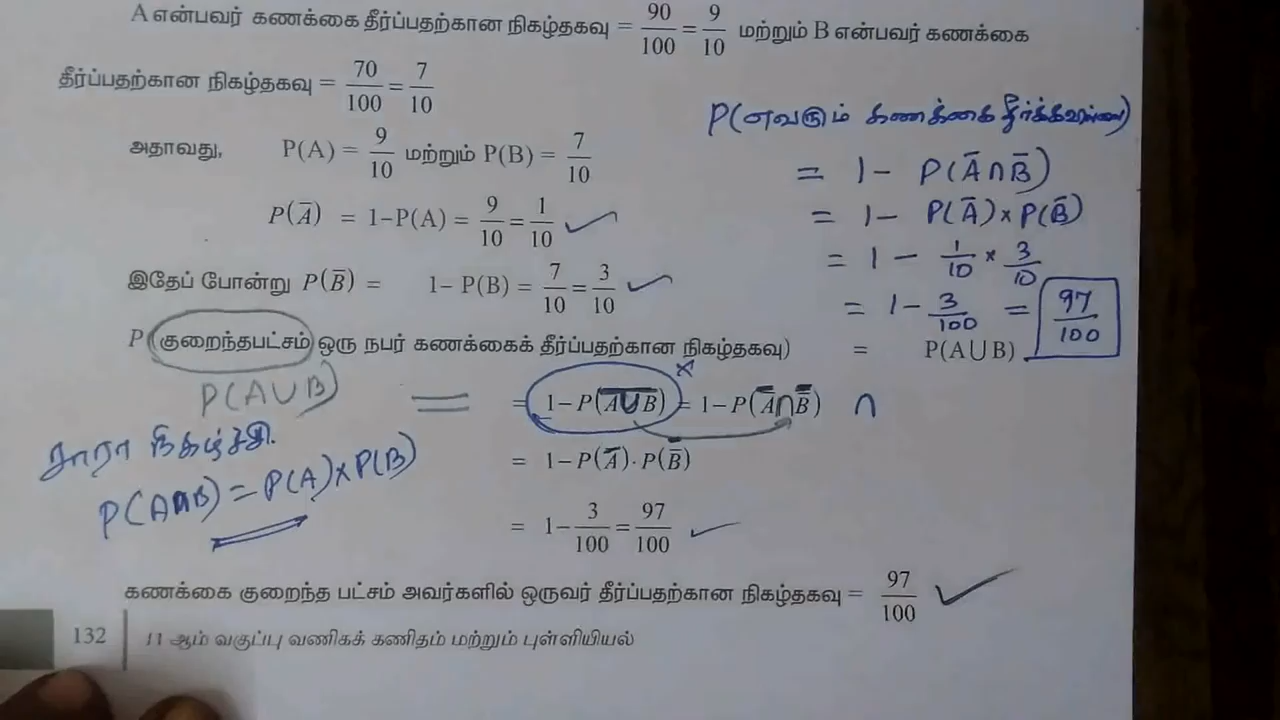 A என்பவர் கணக்கை தீர்ப்பதற்கான நிகழ்தகவு = 90/100 = 9/10 மற்றும் B என்பவர் கணக்கை
தீர்ப்பதற்கான நிகழ்தகவு = 70/100 = 7/10
அதாவது, P(A) = 9/10 மற்றும் P(B) = 7/10
P(A̅) = 1-P(A) = 9/10 = 1/10
இதேப் போன்று P(B̅) = 1- P(B) = 7/10 = 3/10
P(எவரும் கணக்கை
= 1 - P(A̅∩B̅)
= 1 - P(A̅)×P(B̅)
= 1 - 1/10 × 3/10
= 1 - 3/100 = 97/100
P (குறைந்தபட்சம் ஒரு நபர் கணக்கைக் தீர்ப்பதற்கான நிகழ்தகவு) = P(A∪B)
P(A∪B) =
= 1-P(A̅∪̅B̅) = 1-P(A̅∩B̅) ∩
= 1-P(A̅)·P(B̅)
சாரா நிகழ்ச்சி.
P(A∩B) = P(A)×P(B)
= 1- 3/100 = 97/100
கணக்கை குறைந்த பட்சம் அவர்களில் ஒருவர் தீர்ப்பதற்கான நிகழ்தகவு = 97/100
132 11 ஆம் வகுப்பு வணிகக் கணிதம் மற்றும் புள்ளியியல்